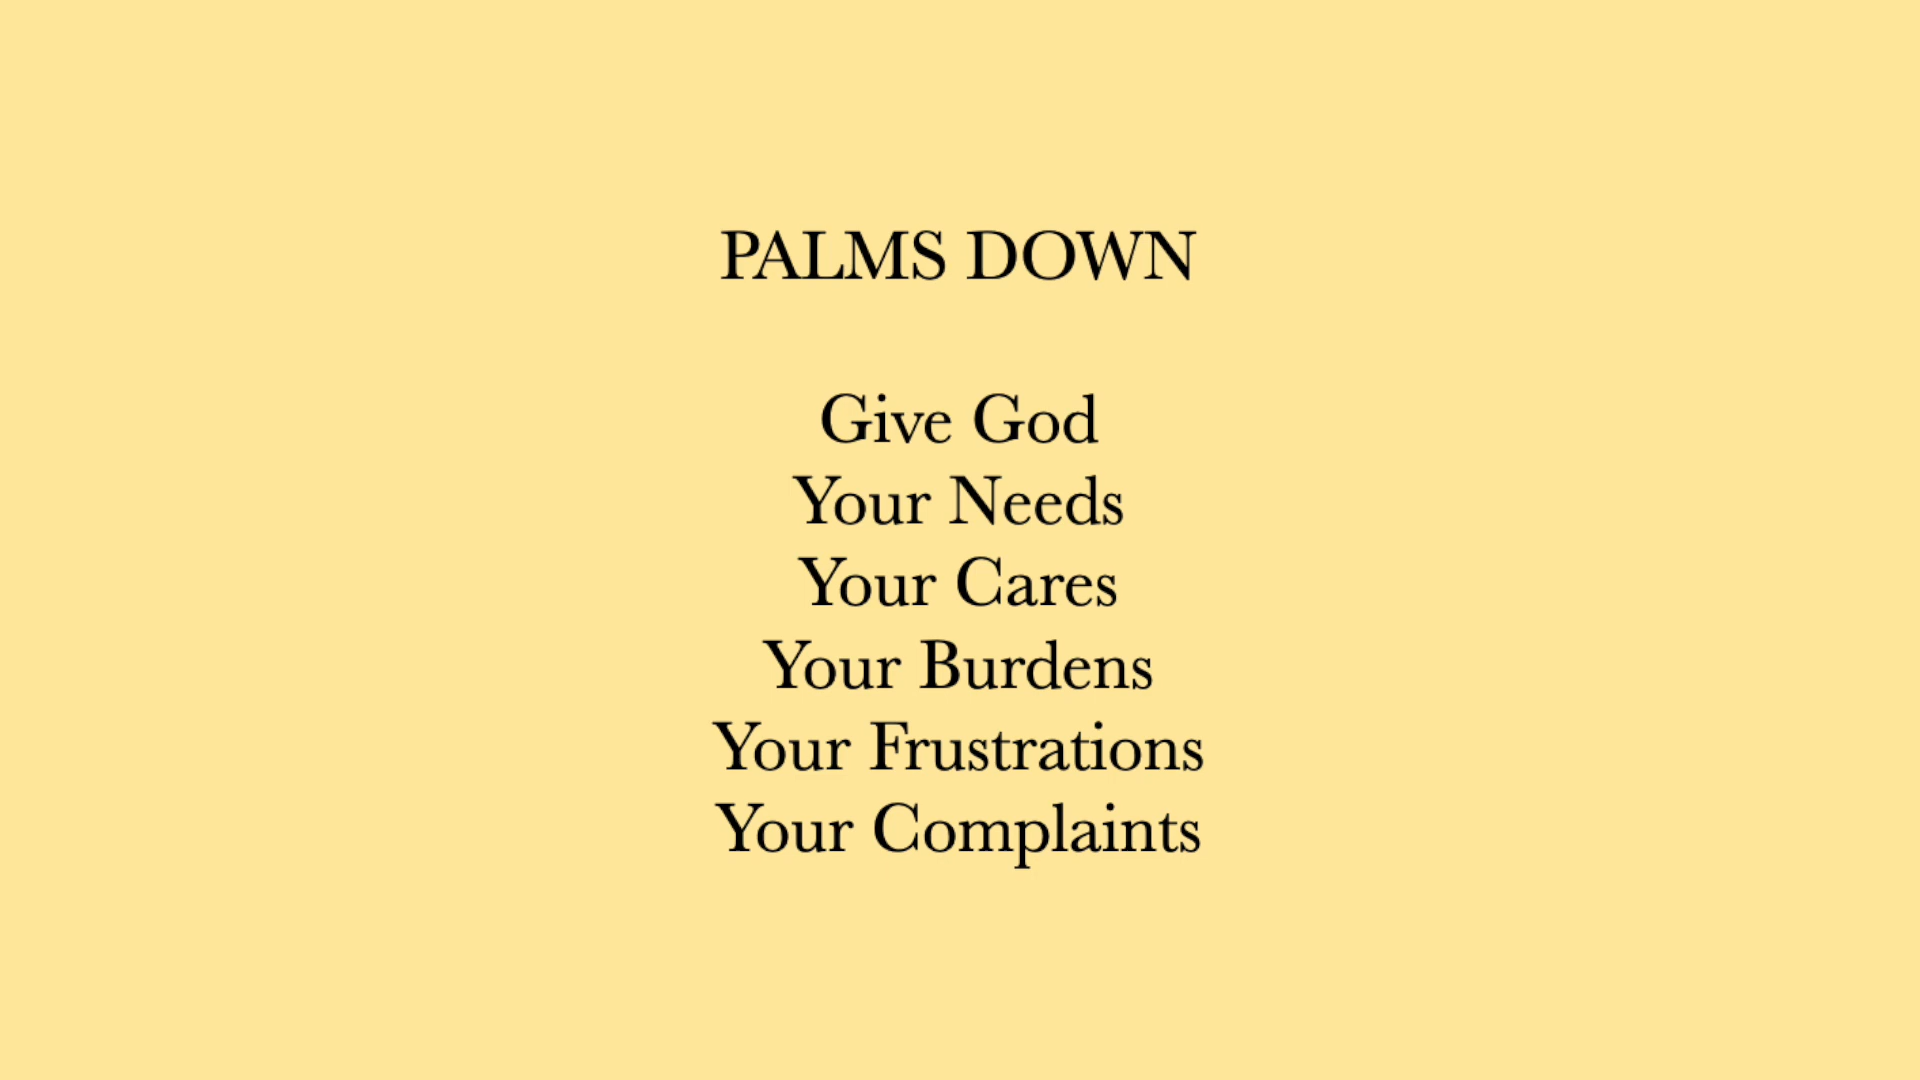 PALMS DOWN
Give God
Your Needs
Your Cares
Your Burdens
Your Frustrations
Your Complaints